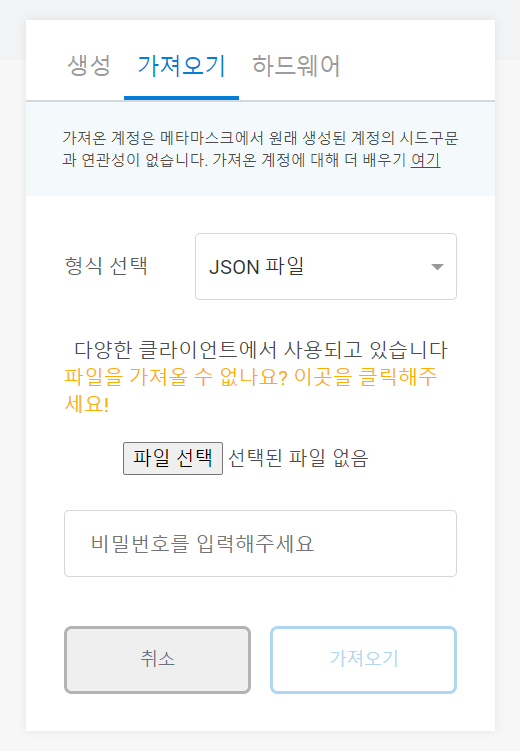 생성 가져오기 하드웨어
가져온 계정은 메타마스크에서 원래 생성된 계정의 시드구문
과 연관성이 없습니다. 가져온 계정에 대해 더 배우기 여기
형식 선택 JSON 파일
다양한 클라이언트에서 사용되고 있습니다
파일을 가져올 수 없나요? 이곳을 클릭해주
세요!
파일 선택 선택된 파일 없음
비밀번호를 입력해주세요
취소 가져오기